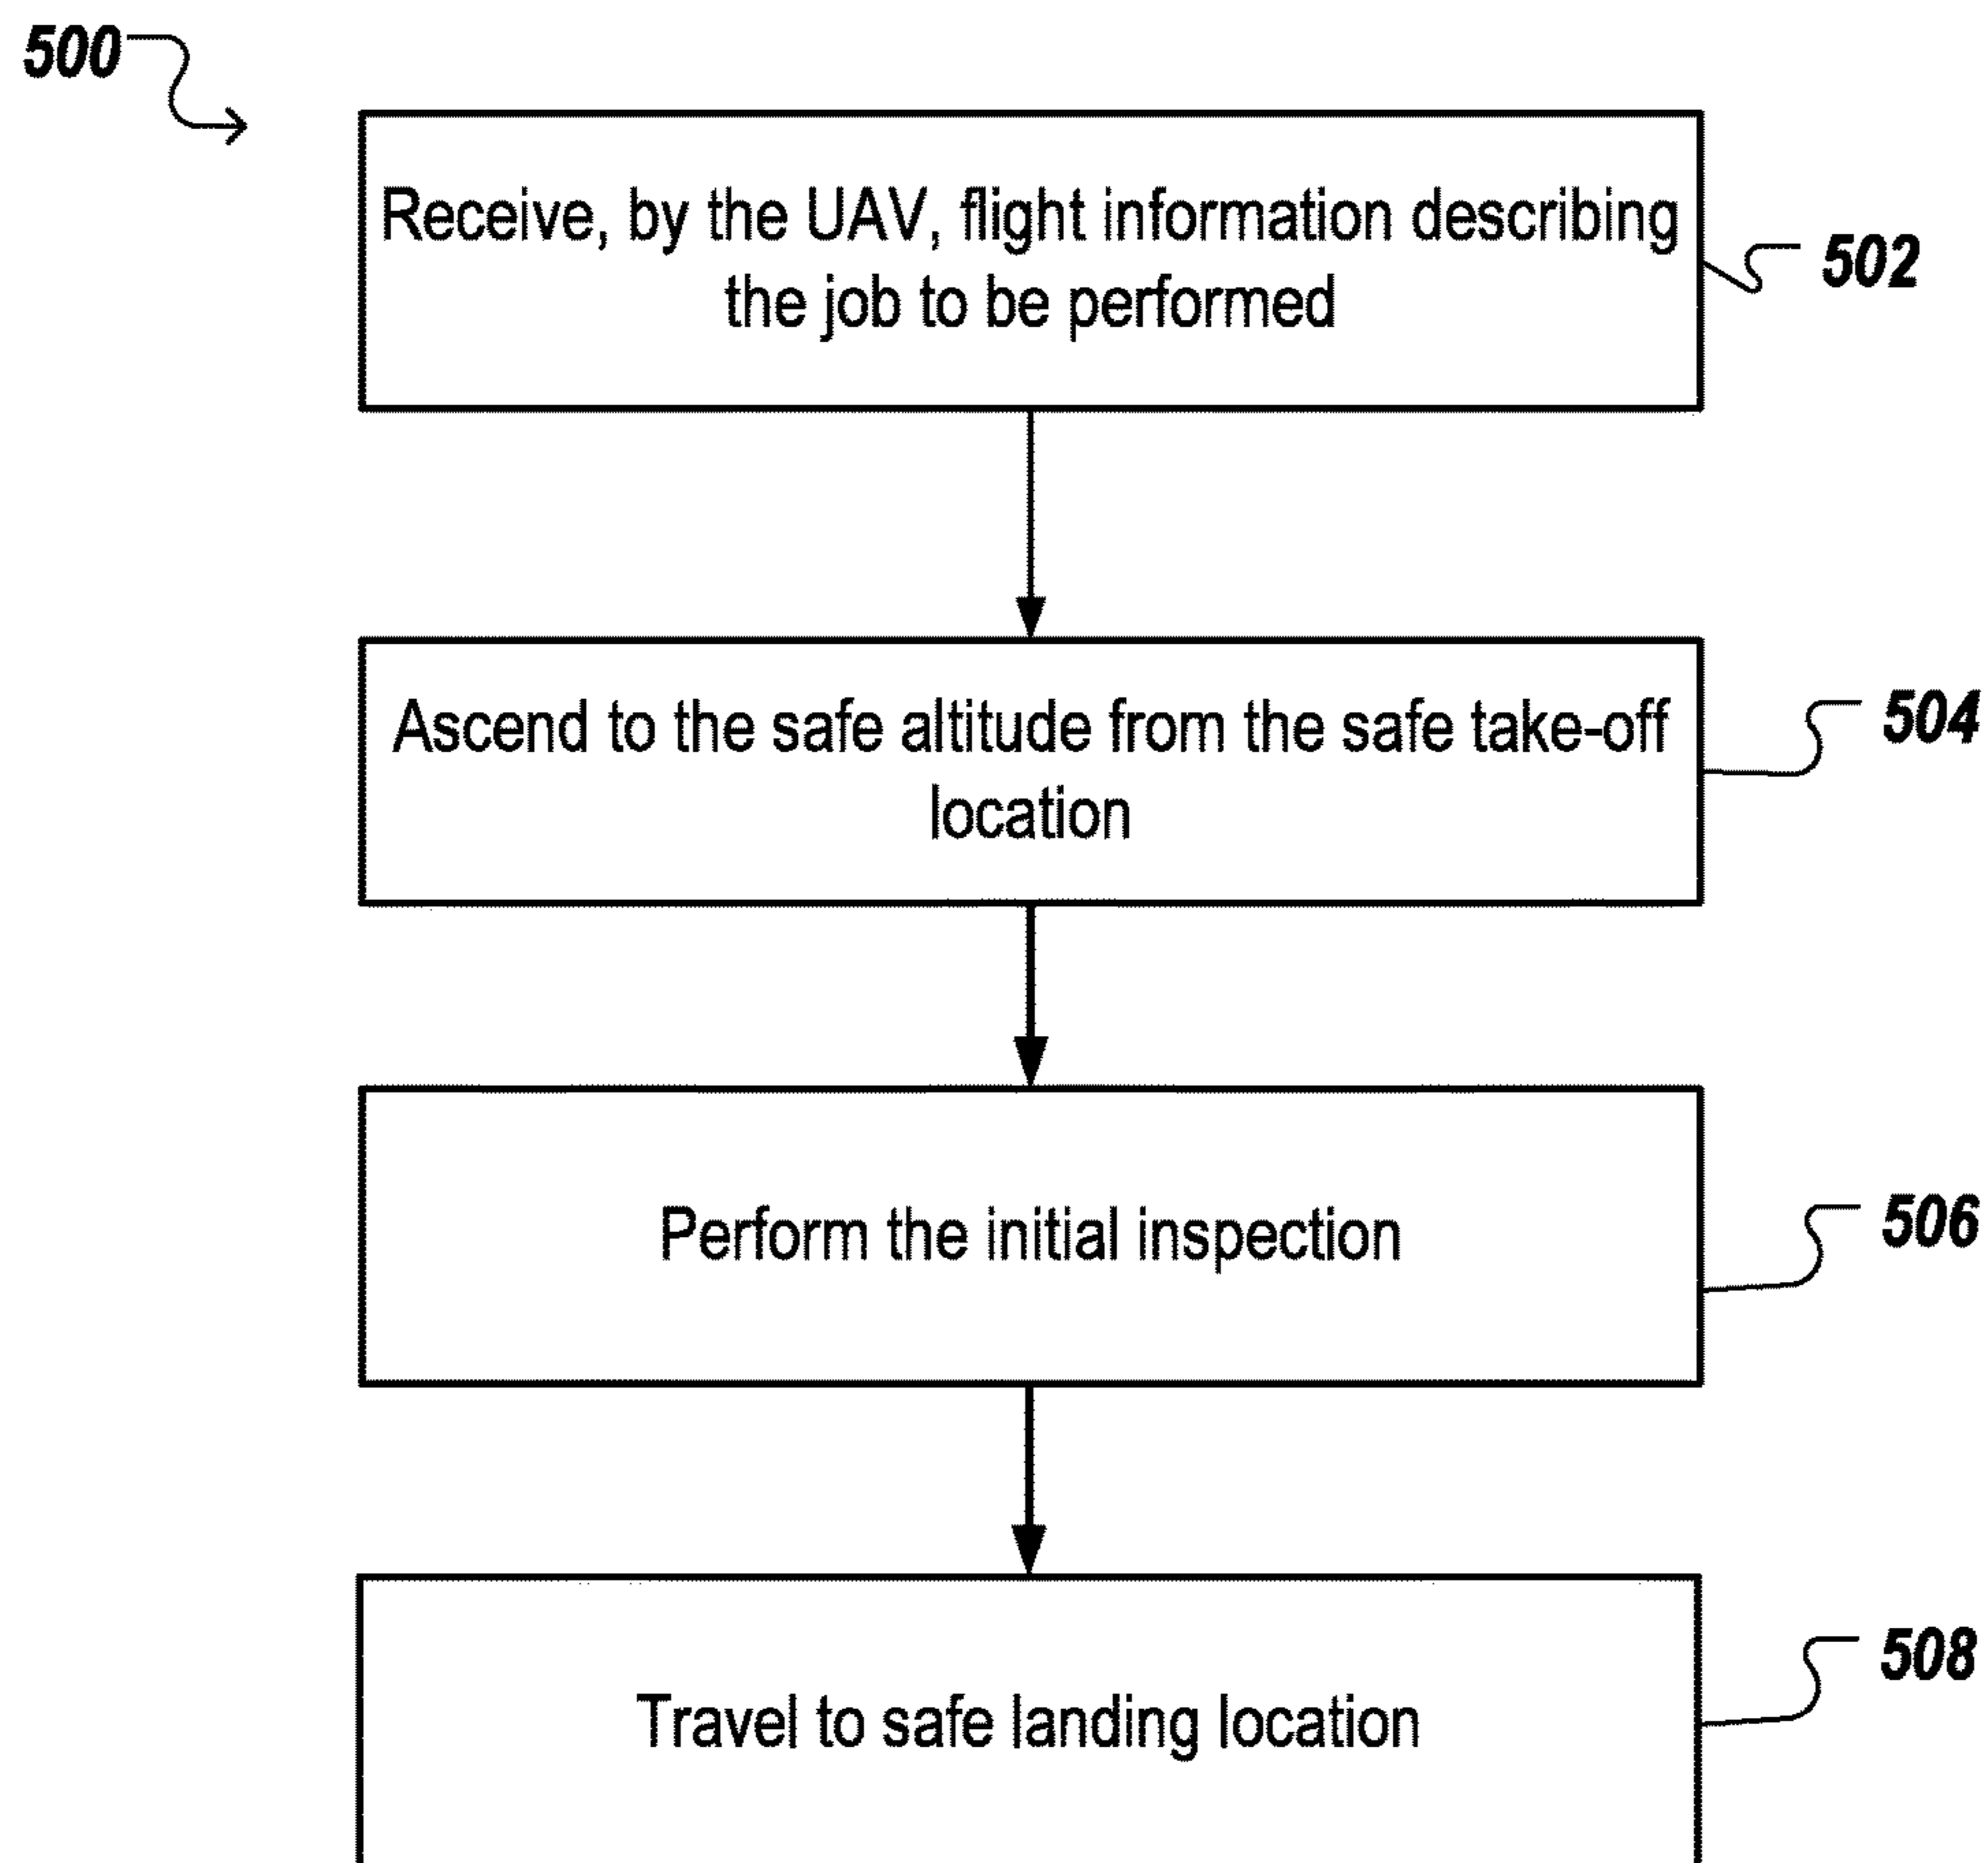 500
Receive, by the UAV, flight information describing
the job to be performed
502
Ascend to the safe altitude from the safe take-off
location
504
Perform the initial inspection
506
Travel to safe landing location
508